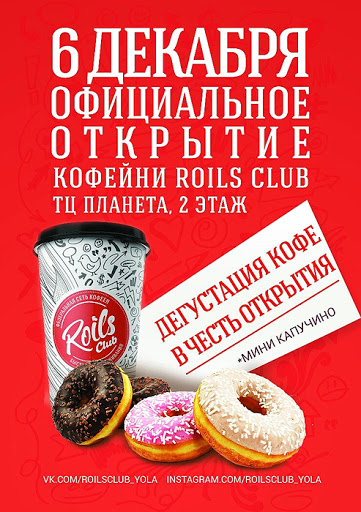 6 ДЕКАБРЯ
ОФИЦИАЛЬНОЕ
ОТКРЫТИЕ
КОФЕЙНИ ROILS CLUB
ТЦ ПЛАНЕТА, 2 ЭТАЖ
ДЕГУСТАЦИЯ КОФЕ
В ЧЕСТЬ ОТКРЫТИЯ
*МИНИ КАПУЧИНО
ФЕДЕРАЛЬНАЯ СЕТЬ КОФЕЕН
Roils
Club
VK.COM/ROILSCLUB_YOLA INSTAGRAM.COM/ROILSCLUB_YOLA